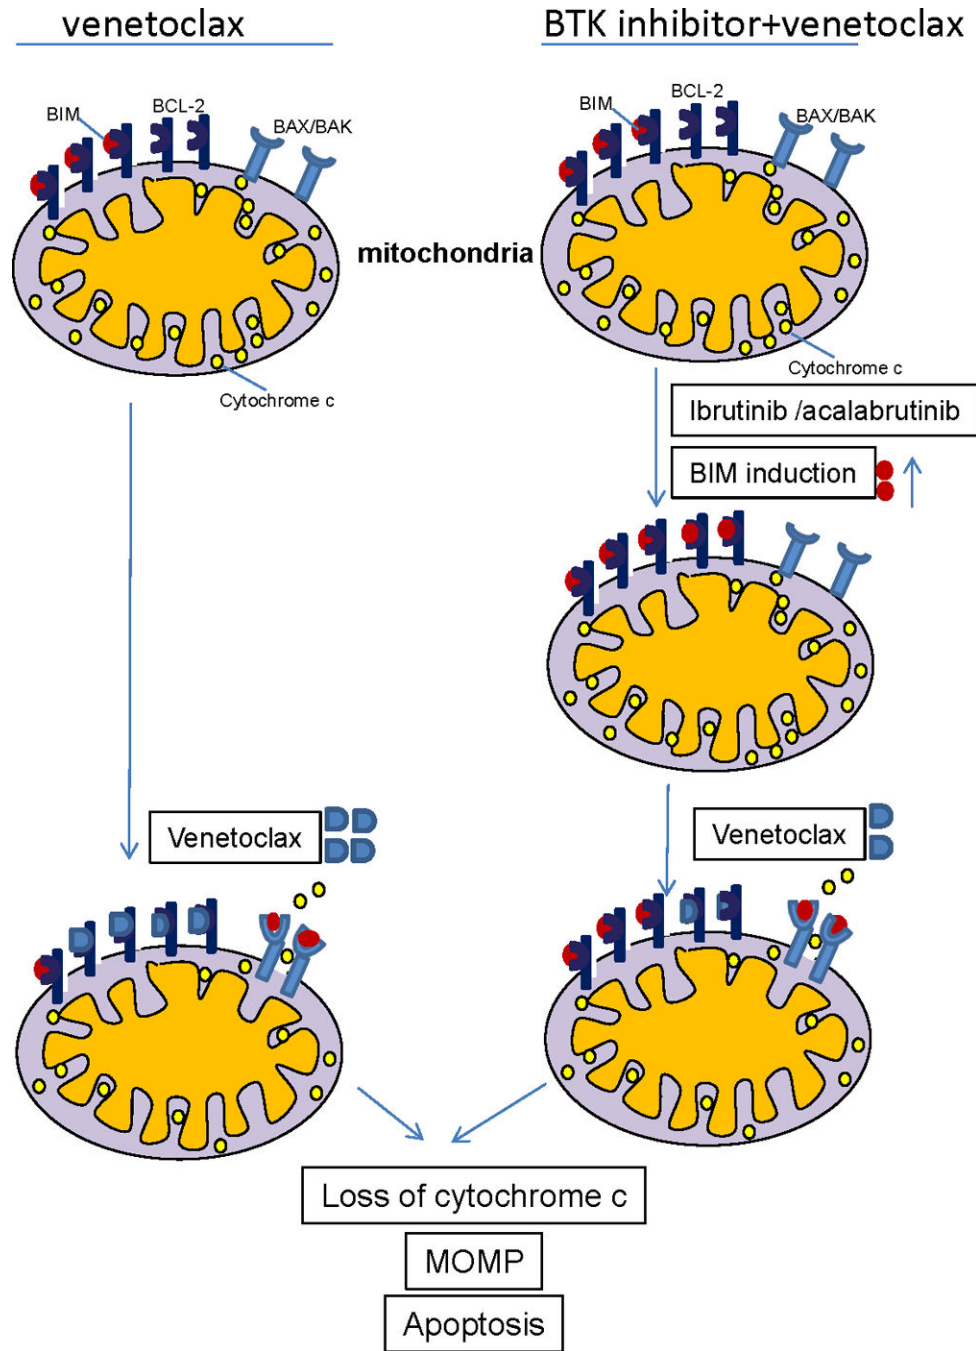 venetoclax
BTK inhibitor+venetoclax
BIM
BCL-2
BAX/BAK
BIM
BCL-2
BAX/BAK
mitochondria
Cytochrome c
Cytochrome c
Ibrutinib /acalabrutinib
BIM induction
Venetoclax
Venetoclax
Loss of cytochrome c
MOMP
Apoptosis